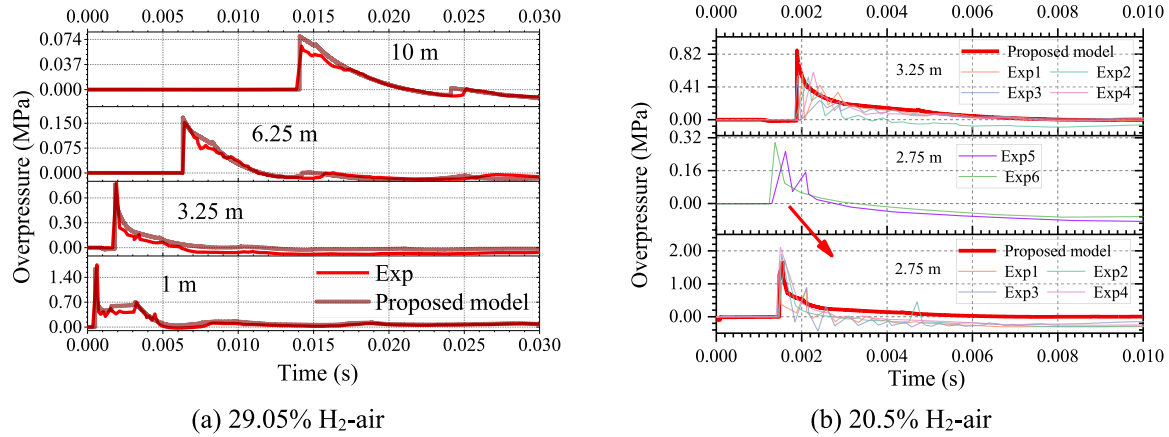 0.000 0.005 0.010 0.015 0.020 0.025 0.030
0.074
0.037
0.000
10 m
0.150
0.075
0.000
6.25 m
0.60
0.30
0.00
3.25 m
1.40
0.70
0.00
1 m
Exp
Proposed model
Overpressure (MPa)
0.000 0.005 0.010 0.015 0.020 0.025 0.030
Time (s)
(a) 29.05% H₂-air
0.000 0.002 0.004 0.006 0.008 0.010
0.82
0.41
0.00
3.25 m
Proposed model
Exp1 Exp2
Exp3 Exp4
0.32
0.16
0.00
2.75 m
Exp5
Exp6
2.00
1.00
0.00
2.75 m
Proposed model
Exp1 Exp2
Exp3 Exp4
Overpressure (MPa)
0.000 0.002 0.004 0.006 0.008 0.010
Time (s)
(b) 20.5% H₂-air